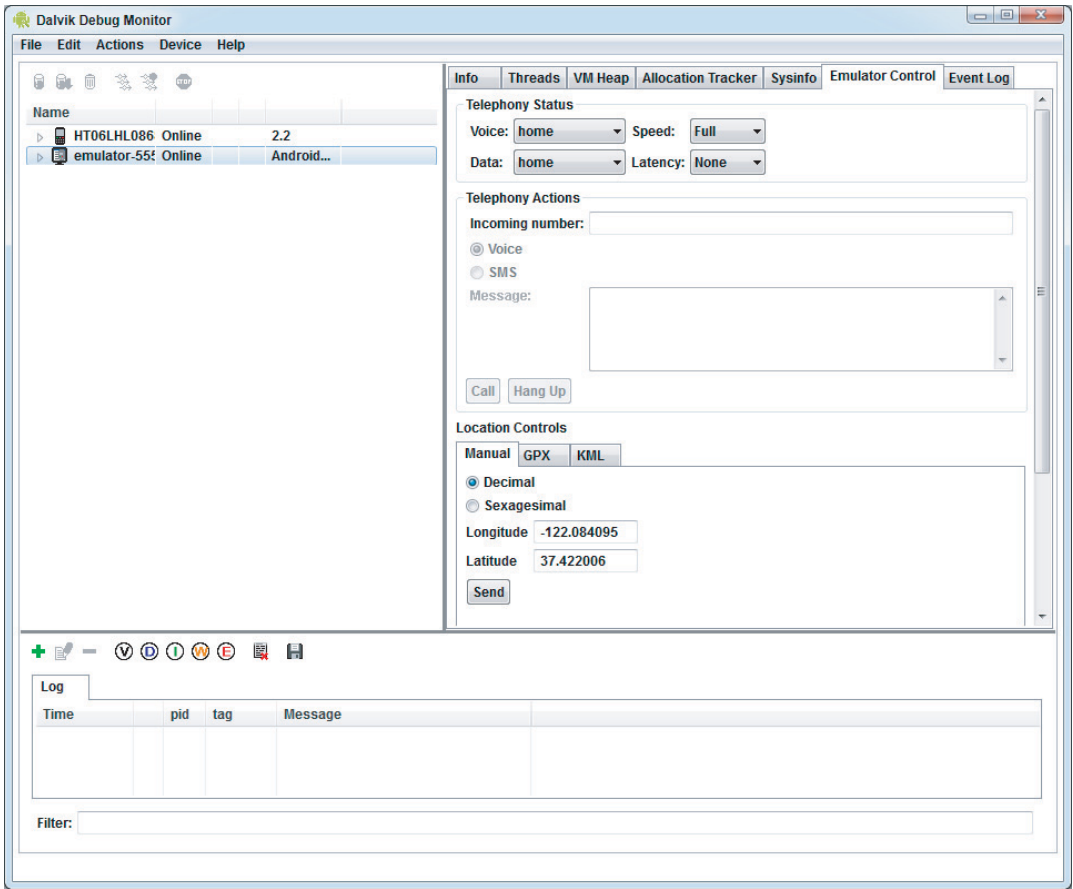 Dalvik Debug Monitor
File Edit Actions Device Help
Name
HT06LHL086 Online 2.2
emulator-555 Online Android...
Info Threads VM Heap Allocation Tracker Sysinfo Emulator Control Event Log
Telephony Status
Voice: home Speed: Full
Data: home Latency: None
Telephony Actions
Incoming number:
Voice
SMS
Message:
Call Hang Up
Location Controls
Manual GPX KML
Decimal
Sexagesimal
Longitude -122.084095
Latitude 37.422006
Send
V D I W E
Log
Time pid tag Message
Filter: